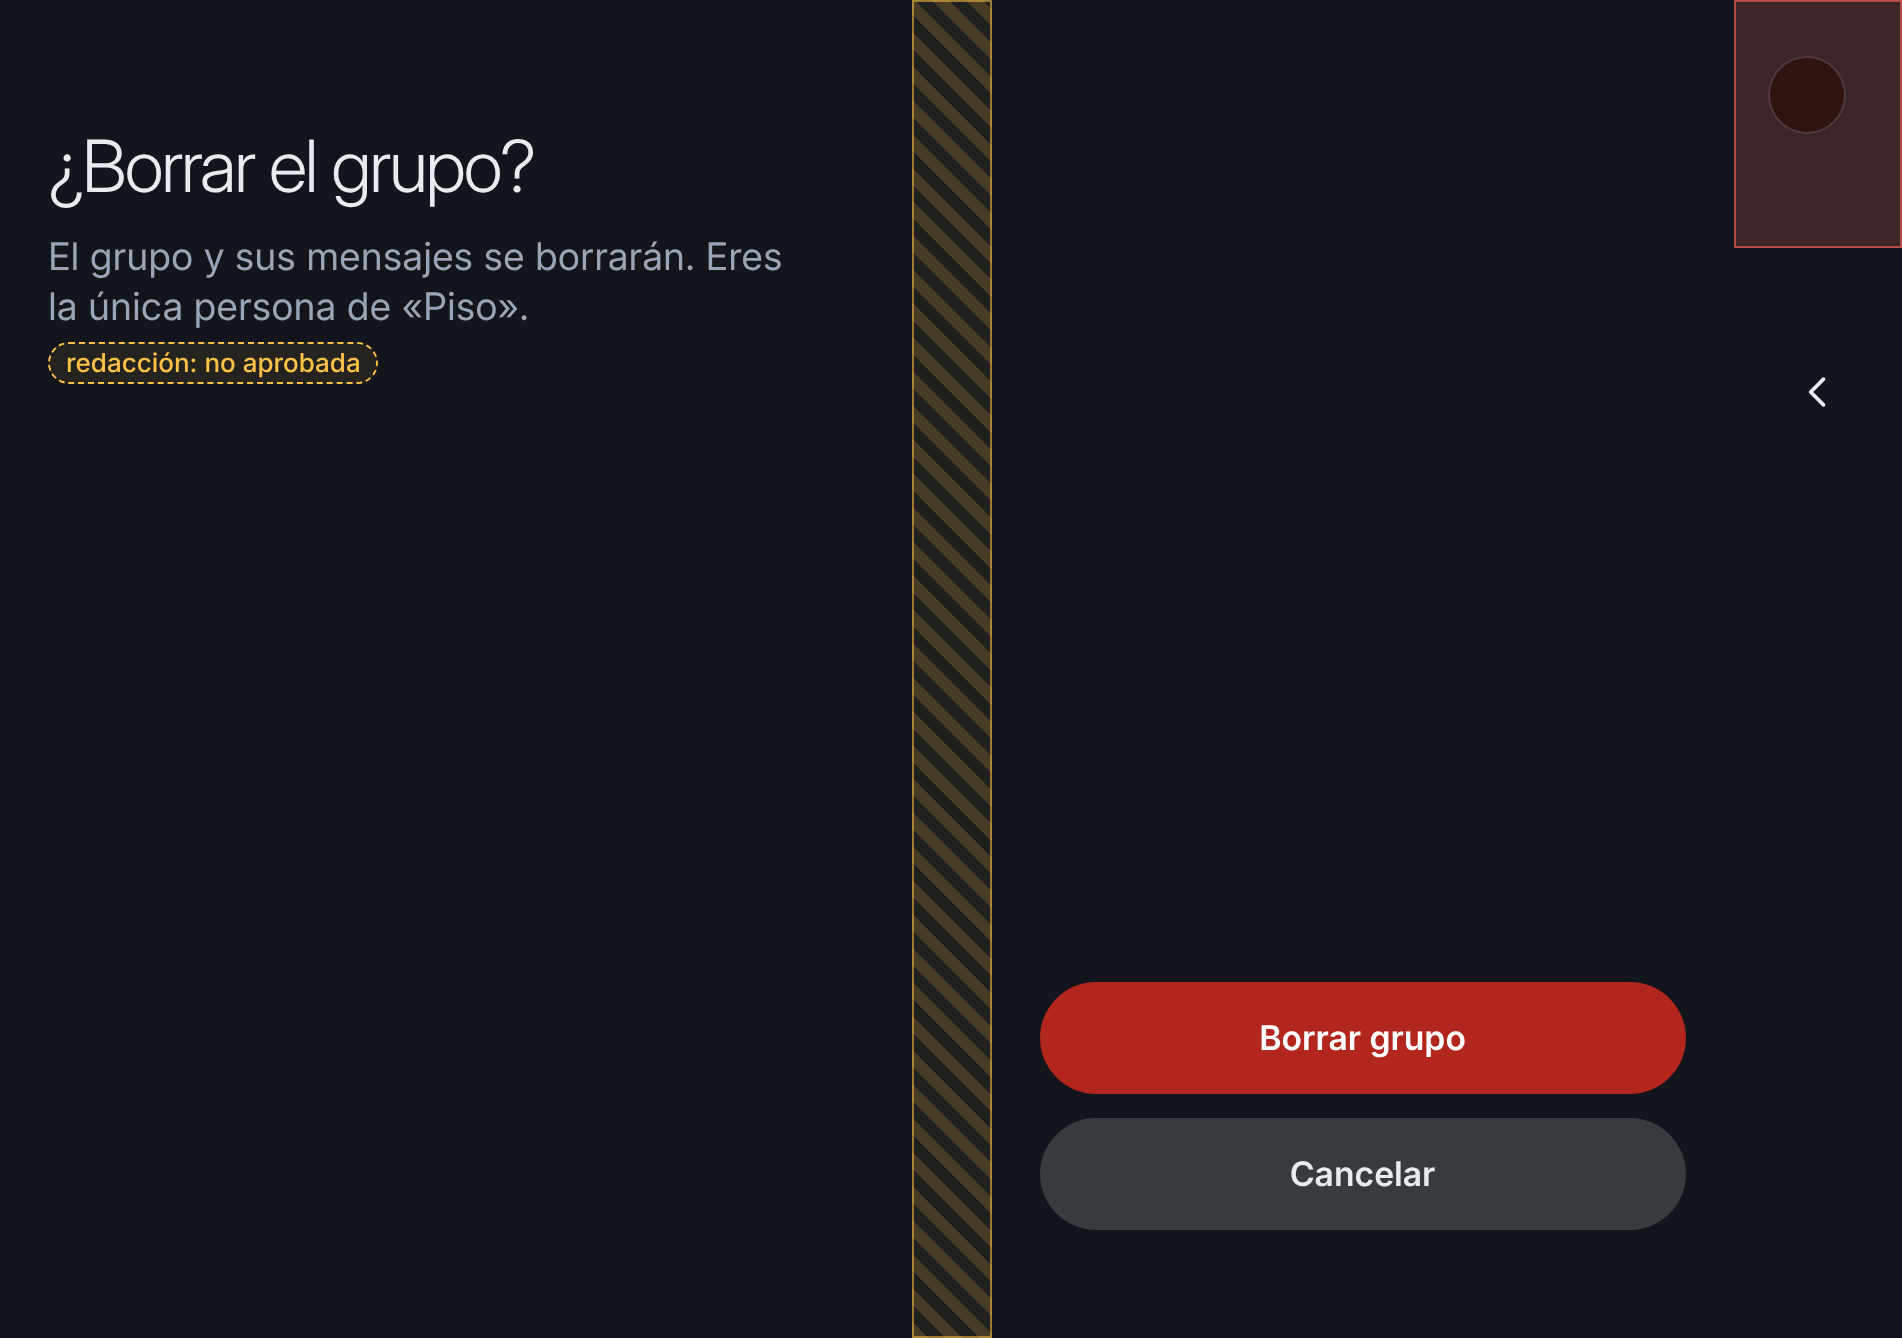 ¿Borrar el grupo?
El grupo y sus mensajes se borrarán. Eres
la única persona de «Piso».
redacción: no aprobada
Borrar grupo
Cancelar